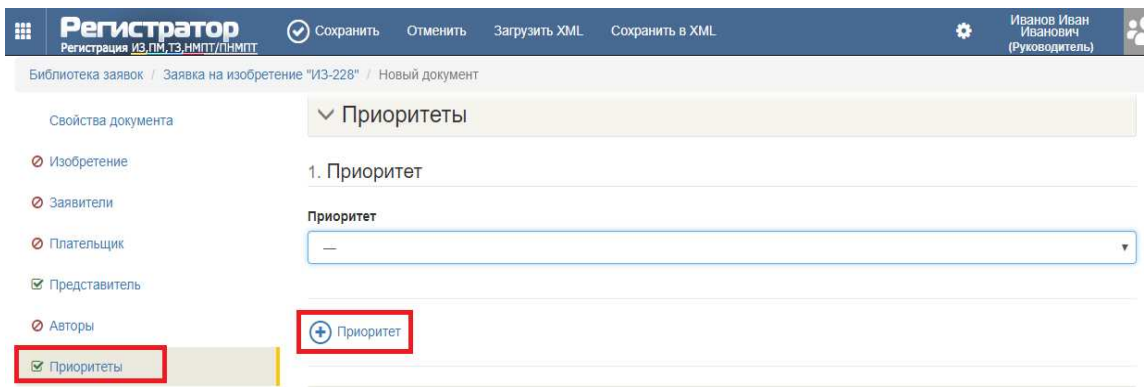 Регистратор
Регистрация ИЗ,ПМ,ТЗ,НМПТ/ПНМПТ
Сохранить Отменить Загрузить XML Сохранить в XML
Иванов Иван
Иванович
(Руководитель)
Библиотека заявок / Заявка на изобретение "ИЗ-228" / Новый документ
Свойства документа
Изобретение
Заявители
Плательщик
Представитель
Авторы
Приоритеты
Приоритеты
1. Приоритет
Приоритет
—
Приоритет